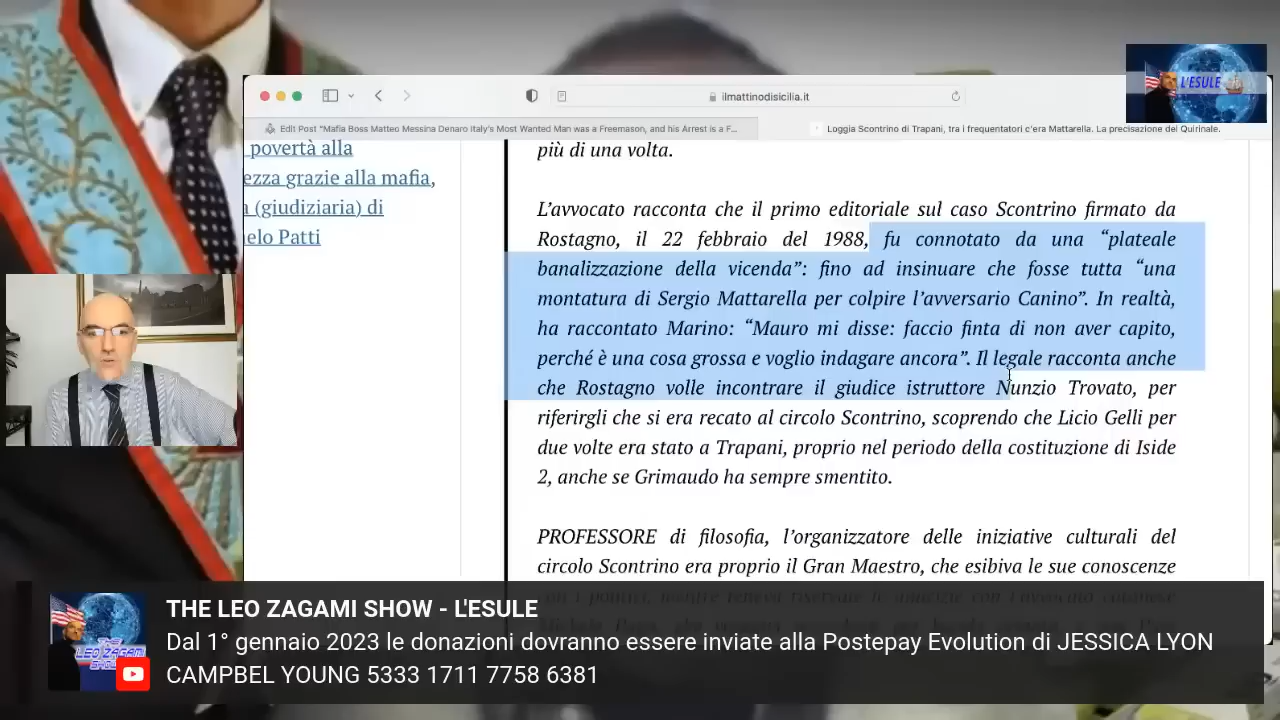 L'ESULE
ilmattinodisicilia.it
Edit Post "Mafia Boss Matteo Messina Denaro Italy's Most Wanted Man was a Freemason, and his Arrest is a F...
Loggia Scontrino di Trapani, tra i frequentatori c'era Mattarella. La precisazione del Quirinale.
povertà alla
ezza grazie alla mafia,
a (giudiziaria) di
elo Patti
più di una volta.
L'avvocato racconta che il primo editoriale sul caso Scontrino firmato da
Rostagno, il 22 febbraio del 1988, fu connotato da una "plateale
banalizzazione della vicenda": fino ad insinuare che fosse tutta "una
montatura di Sergio Mattarella per colpire l'avversario Canino". In realtà,
ha raccontato Marino: "Mauro mi disse: faccio finta di non aver capito,
perché è una cosa grossa e voglio indagare ancora". Il legale racconta anche
che Rostagno volle incontrare il giudice istruttore Nunzio Trovato, per
riferirgli che si era recato al circolo Scontrino, scoprendo che Licio Gelli per
due volte era stato a Trapani, proprio nel periodo della costituzione di Iside
2, anche se Grimaudo ha sempre smentito.
PROFESSORE di filosofia, l'organizzatore delle iniziative culturali del
circolo Scontrino era proprio il Gran Maestro, che esibiva le sue conoscenze
THE LEO ZAGAMI SHOW - L'ESULE
Dal 1° gennaio 2023 le donazioni dovranno essere inviate alla Postepay Evolution di JESSICA LYON
CAMPBEL YOUNG 5333 1711 7758 6381